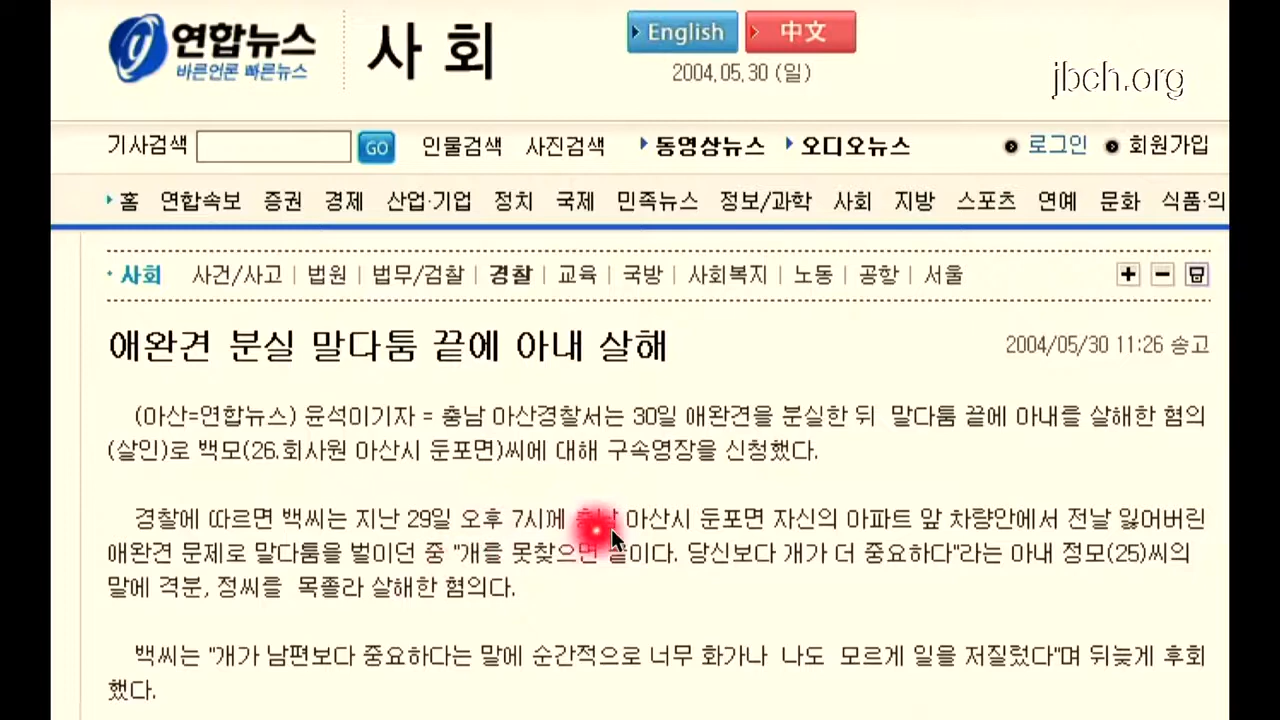 연합뉴스
바른언론 빠른뉴스
사회
English
中文
2004.05.30 (일)
jbch.org
기사검색 GO 인물검색 사진검색 동영상뉴스 오디오뉴스 로그인 회원가입
홈 연합속보 증권 경제 산업·기업 정치 국제 민족뉴스 정보/과학 사회 지방 스포츠 연예 문화 식품·의
사회 사건/사고 | 법원 | 법무/검찰 | 경찰 | 교육 | 국방 | 사회복지 | 노동 | 공항 | 서울
애완견 분실 말다툼 끝에 아내 살해
2004/05/30 11:26 송고
(아산=연합뉴스) 윤석이기자 = 충남 아산경찰서는 30일 애완견을 분실한 뒤 말다툼 끝에 아내를 살해한 혐의
(살인)로 백모(26.회사원 아산시 둔포면)씨에 대해 구속영장을 신청했다.
경찰에 따르면 백씨는 지난 29일 오후 7시께 아산시 둔포면 자신의 아파트 앞 차량안에서 전날 잃어버린
애완견 문제로 말다툼을 벌이던 중 "개를 못찾으면 끝이다. 당신보다 개가 더 중요하다"라는 아내 정모(25)씨의
말에 격분, 정씨를 목졸라 살해한 혐의다.
백씨는 "개가 남편보다 중요하다는 말에 순간적으로 너무 화가나 나도 모르게 일을 저질렀다"며 뒤늦게 후회
했다.